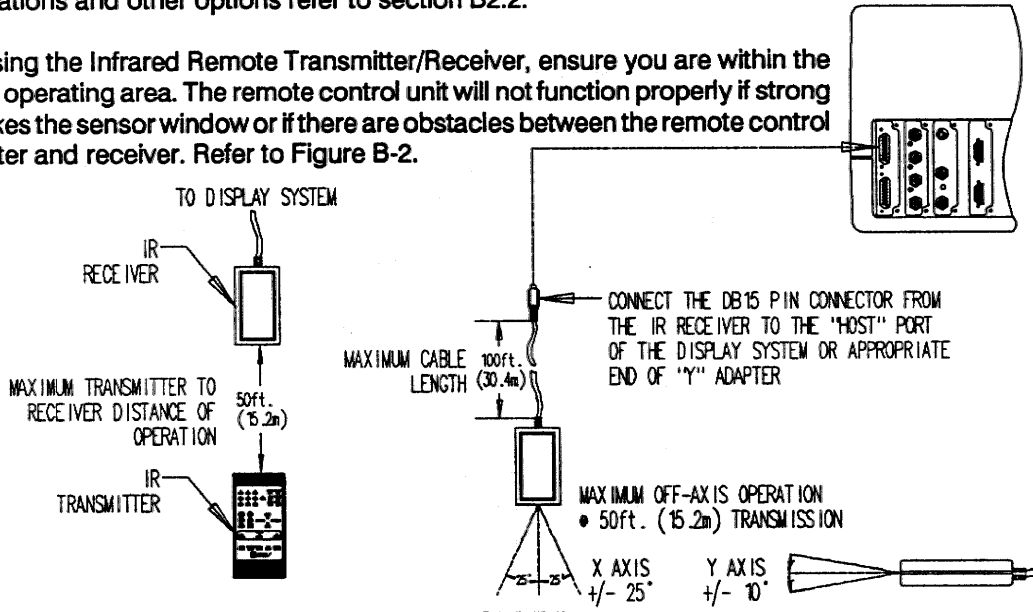 ations and other options refer to section B2.2.
sing the Infrared Remote Transmitter/Receiver, ensure you are within the
operating area. The remote control unit will not function properly if strong
kes the sensor window or if there are obstacles between the remote control
ter and receiver. Refer to Figure B-2.
TO DISPLAY SYSTEM
IR
RECEIVER
MAXIMUM TRANSMITTER TO
RECEIVER DISTANCE OF
OPERATION
50ft.
(15.2m)
IR
TRANSMITTER
MAXIMUM CABLE
LENGTH
100ft.
(30.4m)
CONNECT THE DB15 PIN CONNECTOR FROM
THE IR RECEIVER TO THE "HOST" PORT
OF THE DISPLAY SYSTEM OR APPROPRIATE
END OF "Y" ADAPTER
MAXIMUM OFF-AXIS OPERATION
• 50ft. (15.2m) TRANSMISSION
25° 25°
X AXIS
+/- 25°
Y AXIS
+/- 10°